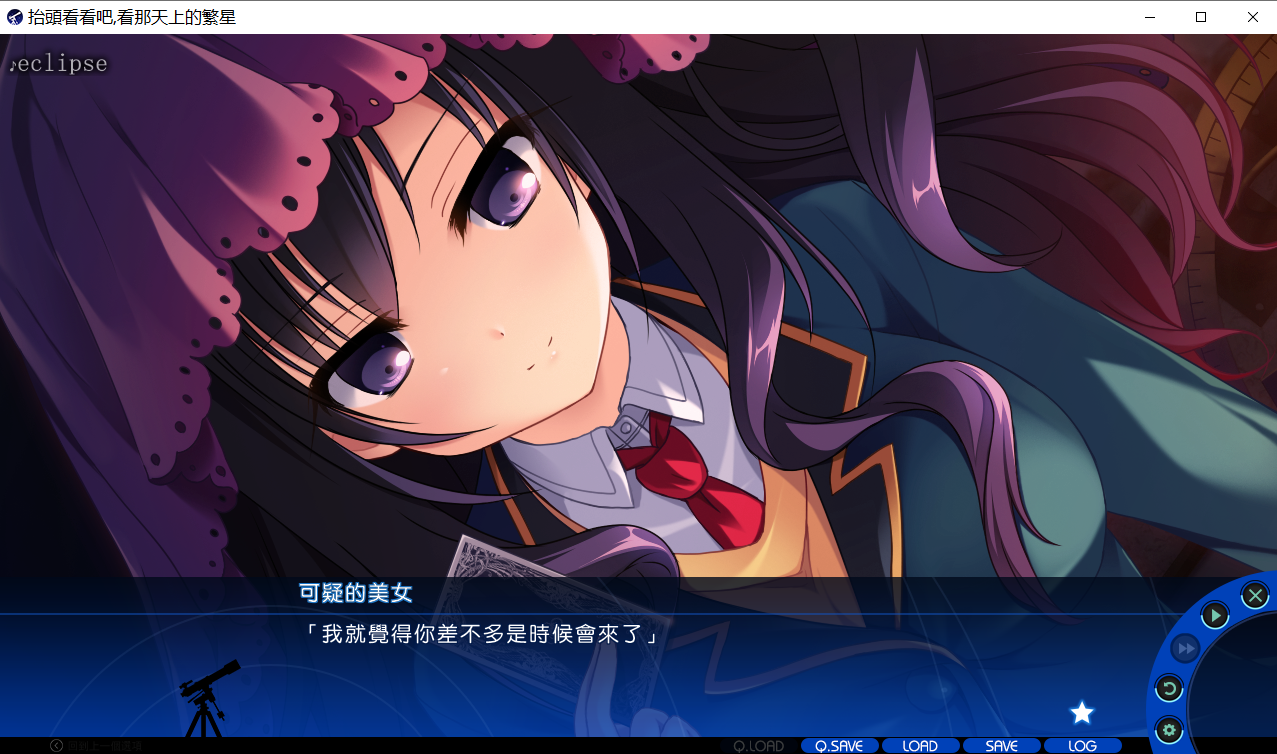 抬頭看看吧,看那天上的繁星
♪eclipse
可疑的美女
「我就覺得你差不多是時候會來了」
Q.LOAD
Q.SAVE
LOAD
SAVE
LOG